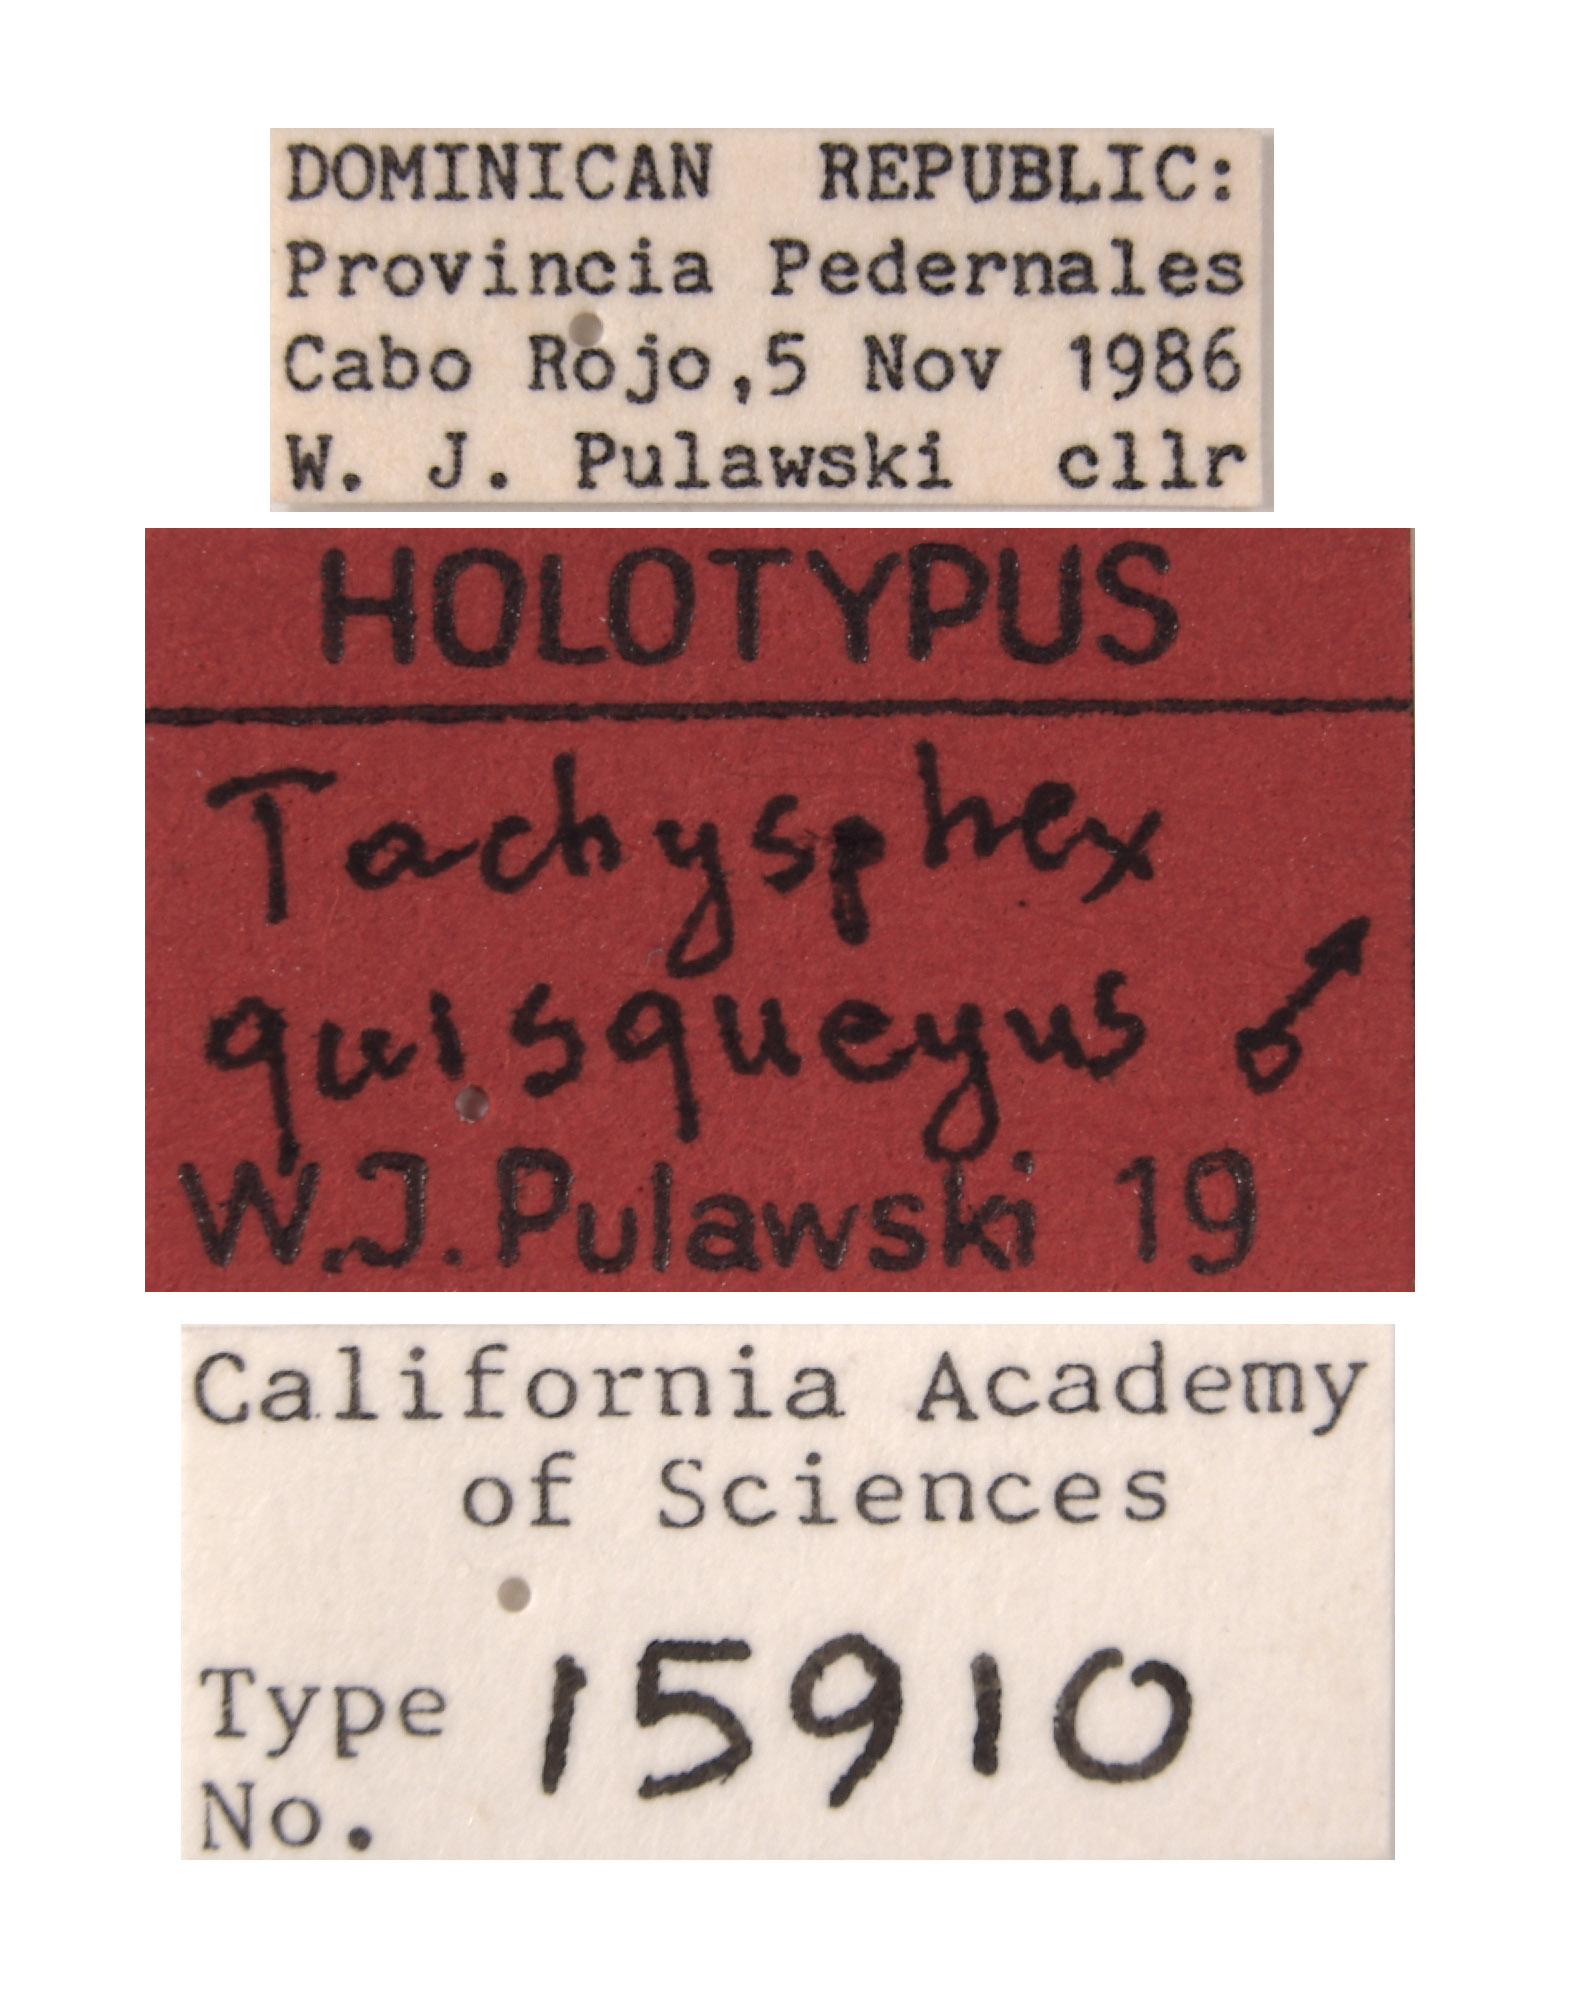 DOMINICAN REPUBLIC:
Provincia Pedernales
Cabo Rojo,5 Nov 1986
W. J. Pulawski cllr
HOLOTYPUS
Tachysphex
quisqueyus ♂
W.J.Pulawski 19
California Academy
of Sciences
Type
No. 15910